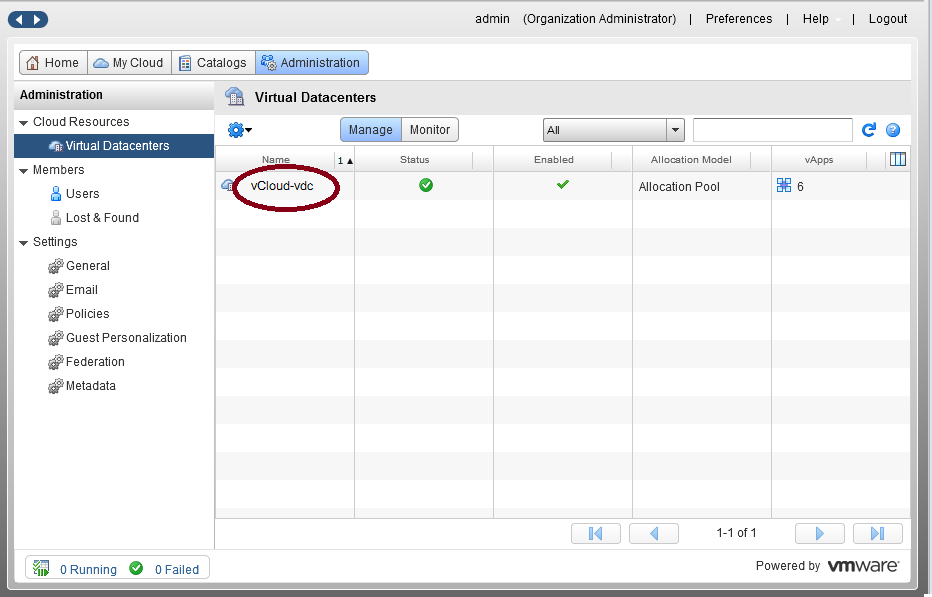 admin (Organization Administrator) | Preferences | Help | Logout
Home My Cloud Catalogs Administration
Administration
Virtual Datacenters
Cloud Resources
Virtual Datacenters
Members
Users
Lost & Found
Settings
General
Email
Policies
Guest Personalization
Federation
Metadata
Manage Monitor All
Name 1 ▲ Status Enabled Allocation Model vApps
vCloud-vdc Allocation Pool 6
1-1 of 1
0 Running 0 Failed
Powered by vmware